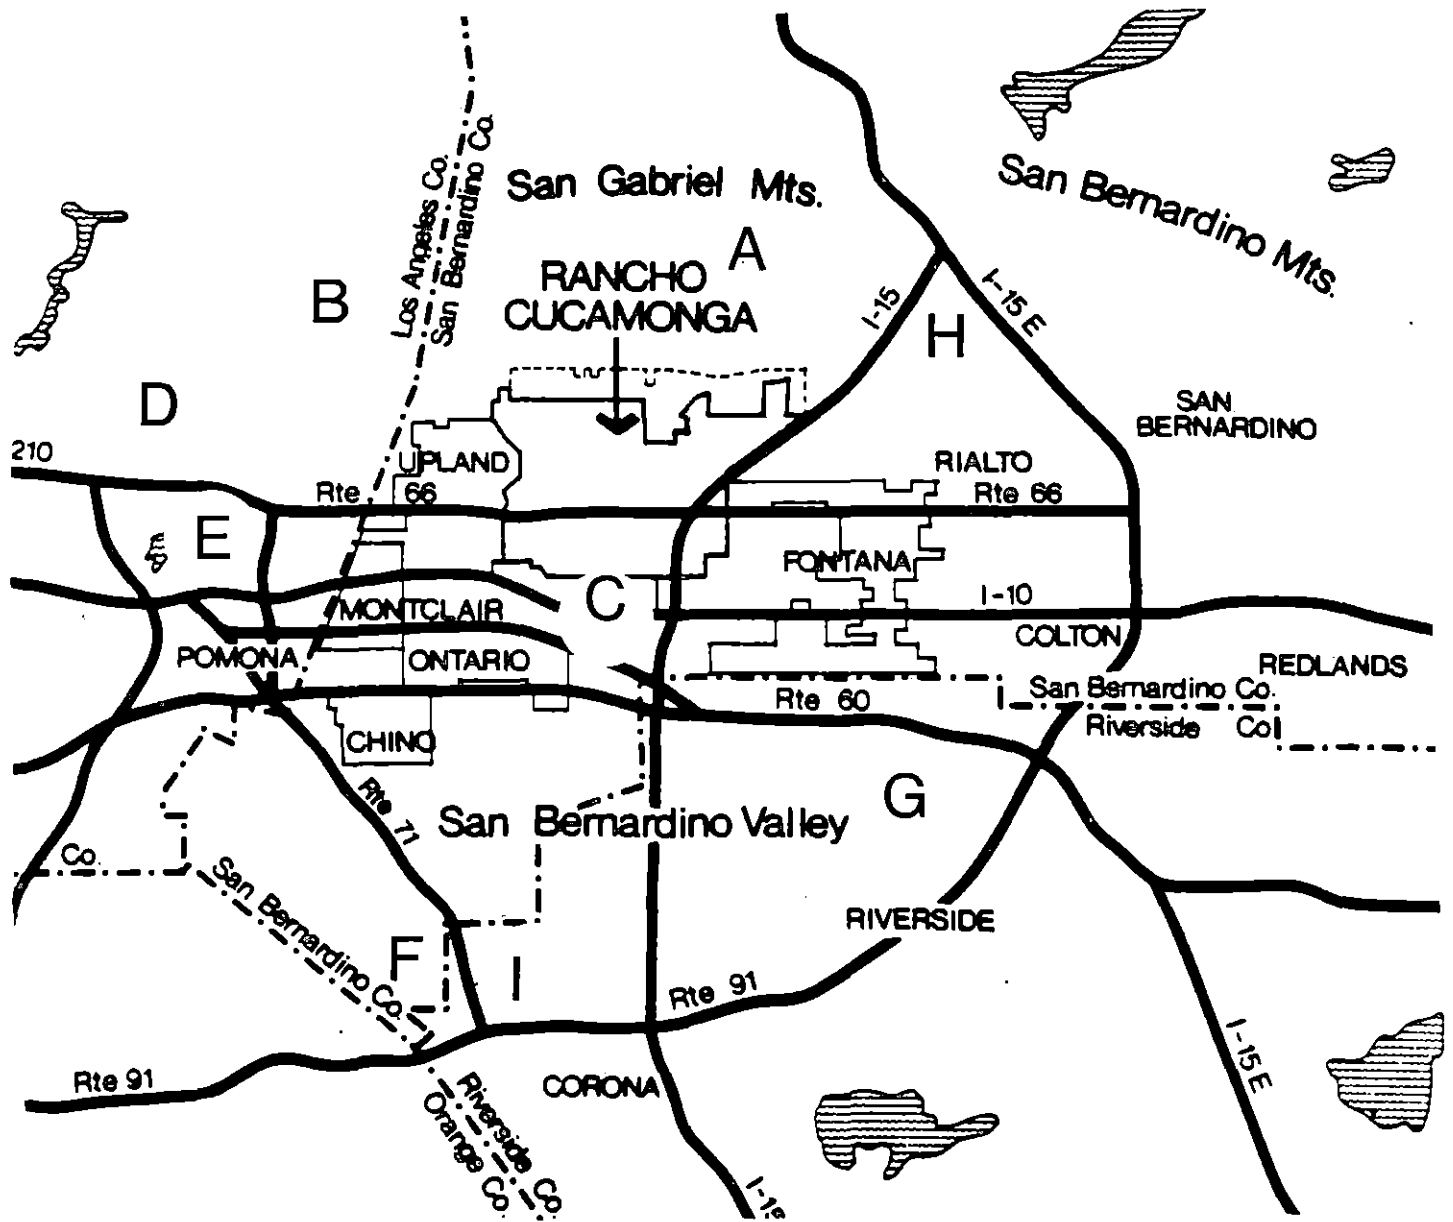 Los Angeles Co.
San Bernardino Co.
San Gabriel Mts.
San Bernardino Mts.
A
RANCHO
CUCAMONGA
B
I-15
I-15 E
H
D
SAN
BERNARDINO
210
UPLAND
RIALTO
Rte 66
Rte 66
E
FONTANA
C
I-10
MONTCLAIR
COLTON
POMONA
ONTARIO
REDLANDS
San Bernardino Co.
Rte 60
Riverside Co
CHINO
Rte 71
G
San Bernardino Valley
Co.
San Bernardino Co.
RIVERSIDE
F
I
Rte 91
I-15 E
Rte 91
CORONA
Riverside Co.
Orange Co.
I-15